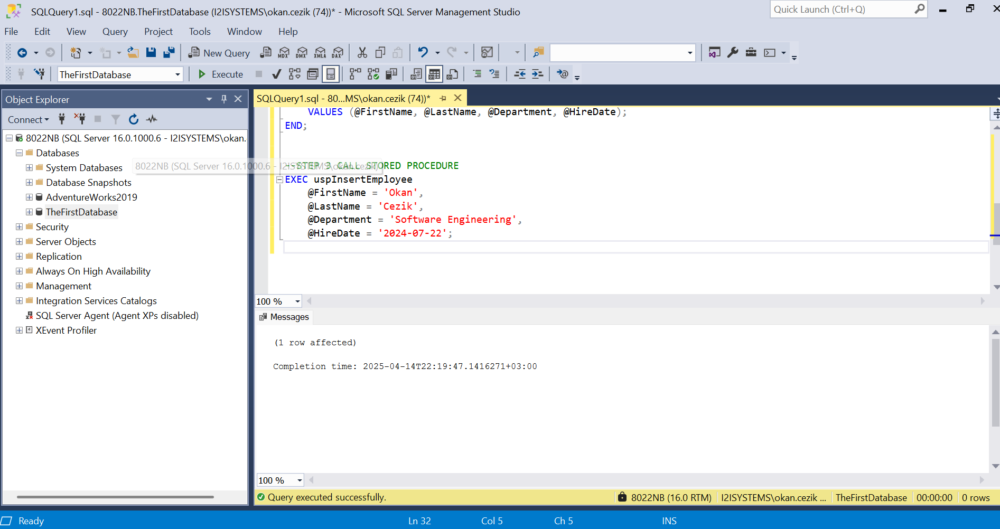 SQLQuery1.sql - 8022NB.TheFirstDatabase (I2ISYSTEMS\okan.cezik (74))* - Microsoft SQL Server Management Studio
Quick Launch (Ctrl+Q)
File Edit View Query Project Tools Window Help
New Query MDX DMX XMLA DAX
TheFirstDatabase Execute
Object Explorer
Connect
8022NB (SQL Server 16.0.1000.6 - I2ISYSTEMS\okan.
Databases
System Databases
Database Snapshots
AdventureWorks2019
TheFirstDatabase
Security
Server Objects
Replication
Always On High Availability
Management
Integration Services Catalogs
SQL Server Agent (Agent XPs disabled)
XEvent Profiler
8022NB (SQL Server 16.0.1000.6 - I2ISYSTEMS\okan.cezik)
SQLQuery1.sql - 80...MS\okan.cezik (74))*
VALUES (@FirstName, @LastName, @Department, @HireDate);
END;
--STEP 3 CALL STORED PROCEDURE
EXEC uspInsertEmployee
@FirstName = 'Okan',
@LastName = 'Cezik',
@Department = 'Software Engineering',
@HireDate = '2024-07-22';
100 %
Messages
(1 row affected)
Completion time: 2025-04-14T22:19:47.1416271+03:00
100 %
Query executed successfully. 8022NB (16.0 RTM) I2ISYSTEMS\okan.cezik ... TheFirstDatabase 00:00:00 0 rows
Ready Ln 32 Col 5 Ch 5 INS